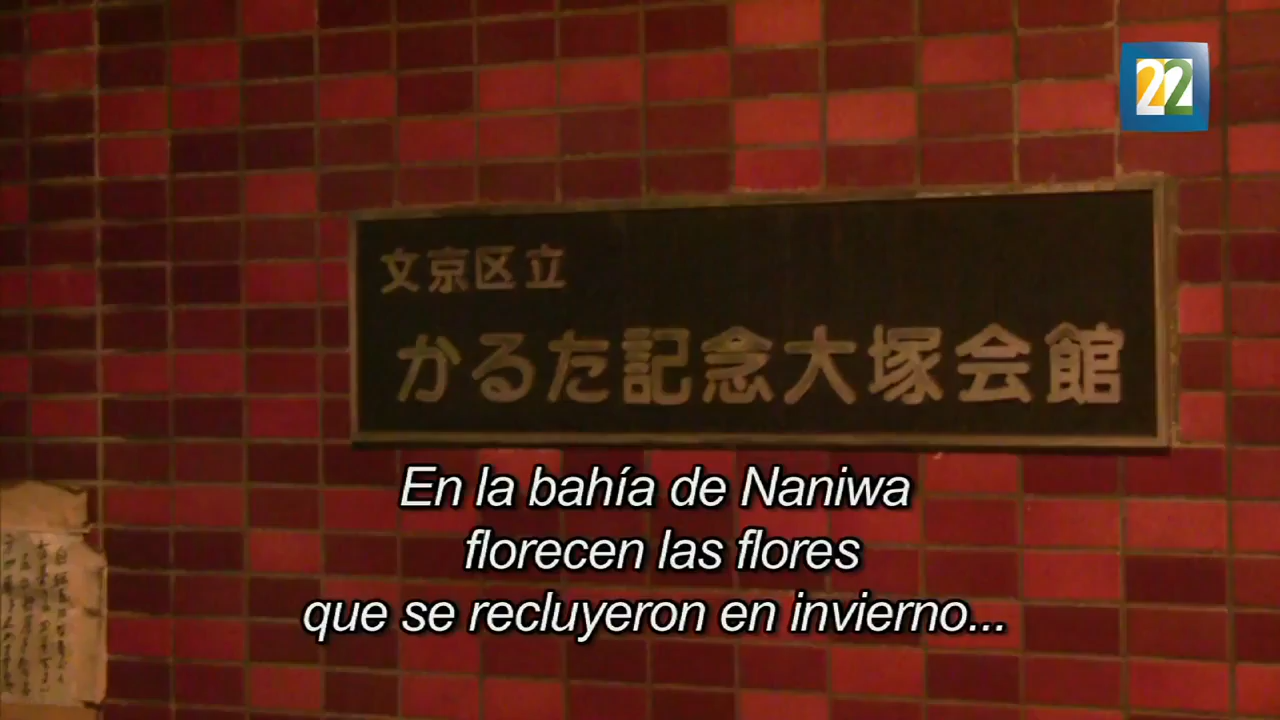 22
文京区立
かるた記念大塚会館
En la bahía de Naniwa
florecen las flores
que se recluyeron en invierno...